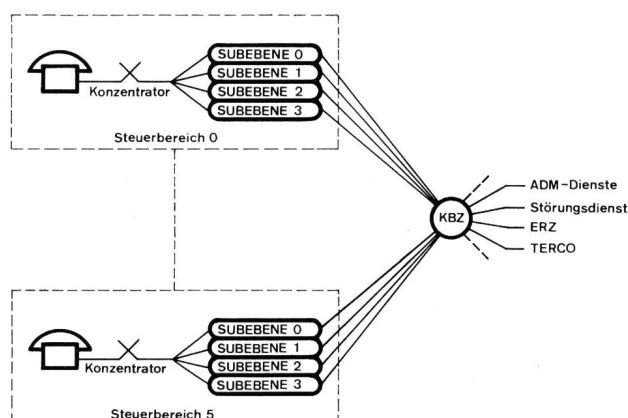 SUBEBENE 0
SUBEBENE 1
SUBEBENE 2
SUBEBENE 3
Konzentrator
Steuerbereich 0
KBZ
ADM-Dienste
Störungsdienst
ERZ
TERCO
SUBEBENE 0
SUBEBENE 1
SUBEBENE 2
SUBEBENE 3
Konzentrator
Steuerbereich 5